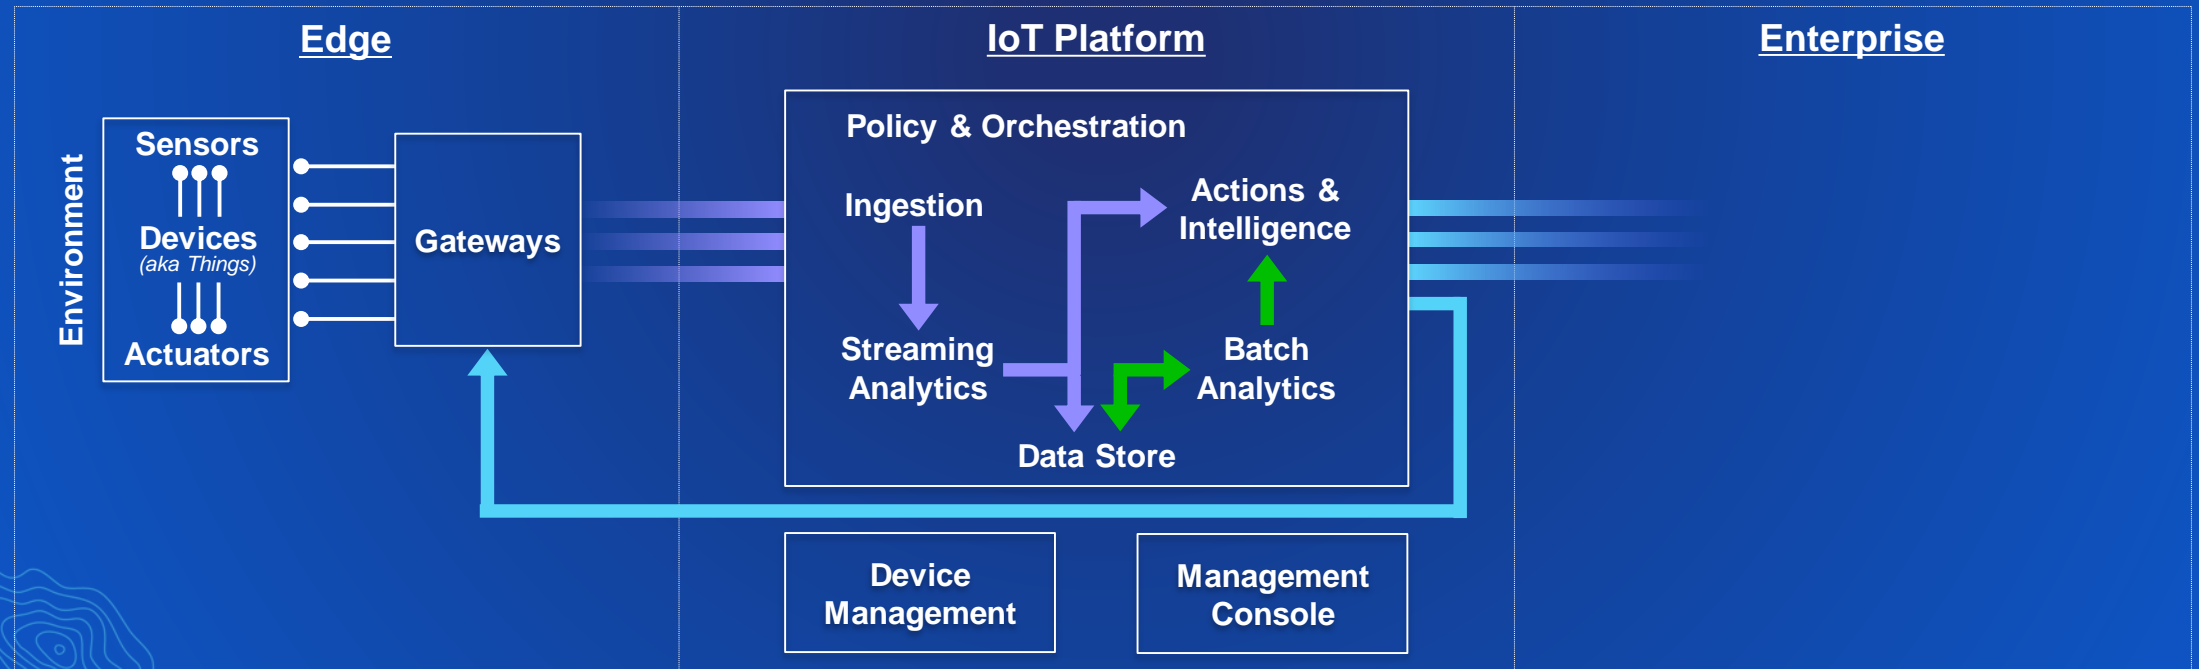 Edge
IoT Platform
Enterprise
Environment
Sensors
Devices
(aka Things)
Actuators
Gateways
Policy & Orchestration
Ingestion
Streaming
Analytics
Actions &
Intelligence
Batch
Analytics
Data Store
Device
Management
Management
Console